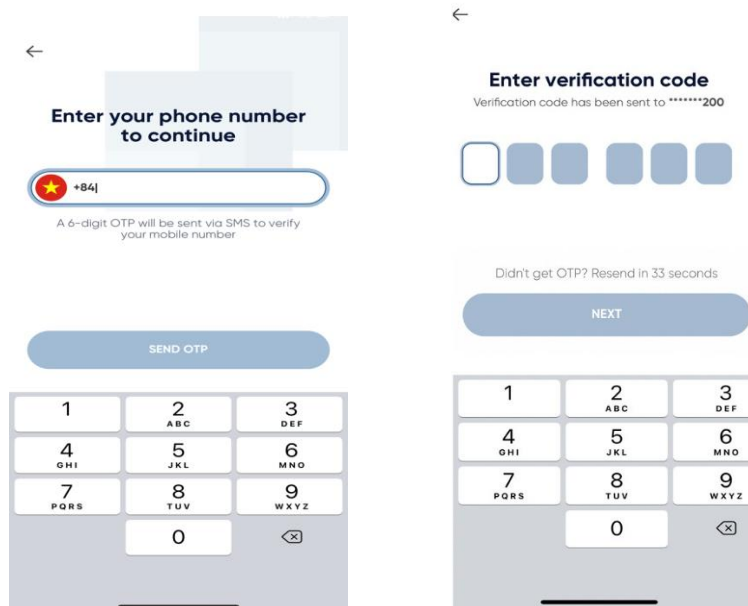 Enter your phone number
to continue
+84
A 6-digit OTP will be sent via SMS to verify
your mobile number
SEND OTP
1
2
ABC
3
DEF
4
GHI
5
JKL
6
MNO
7
PQRS
8
TUV
9
WXYZ
0
Enter verification code
Verification code has been sent to *******200
Didn't get OTP? Resend in 33 seconds
NEXT
1
2
ABC
3
DEF
4
GHI
5
JKL
6
MNO
7
PQRS
8
TUV
9
WXYZ
0